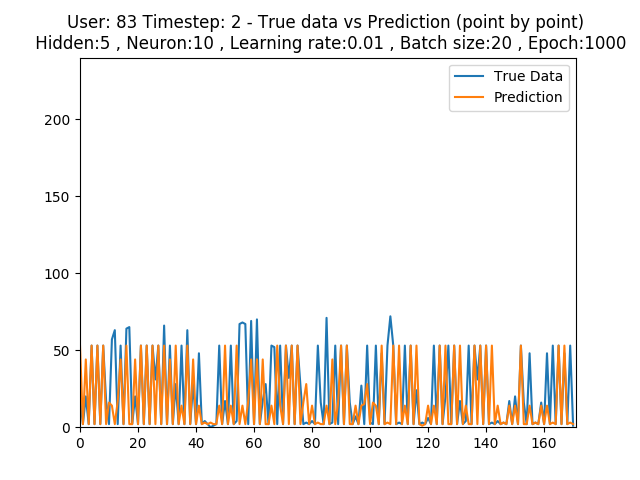 User: 83 Timestep: 2 - True data vs Prediction (point by point)
Hidden:5 , Neuron:10 , Learning rate:0.01 , Batch size:20 , Epoch:1000
True Data
Prediction
200
150
100
50
0
0 20 40 60 80 100 120 140 160